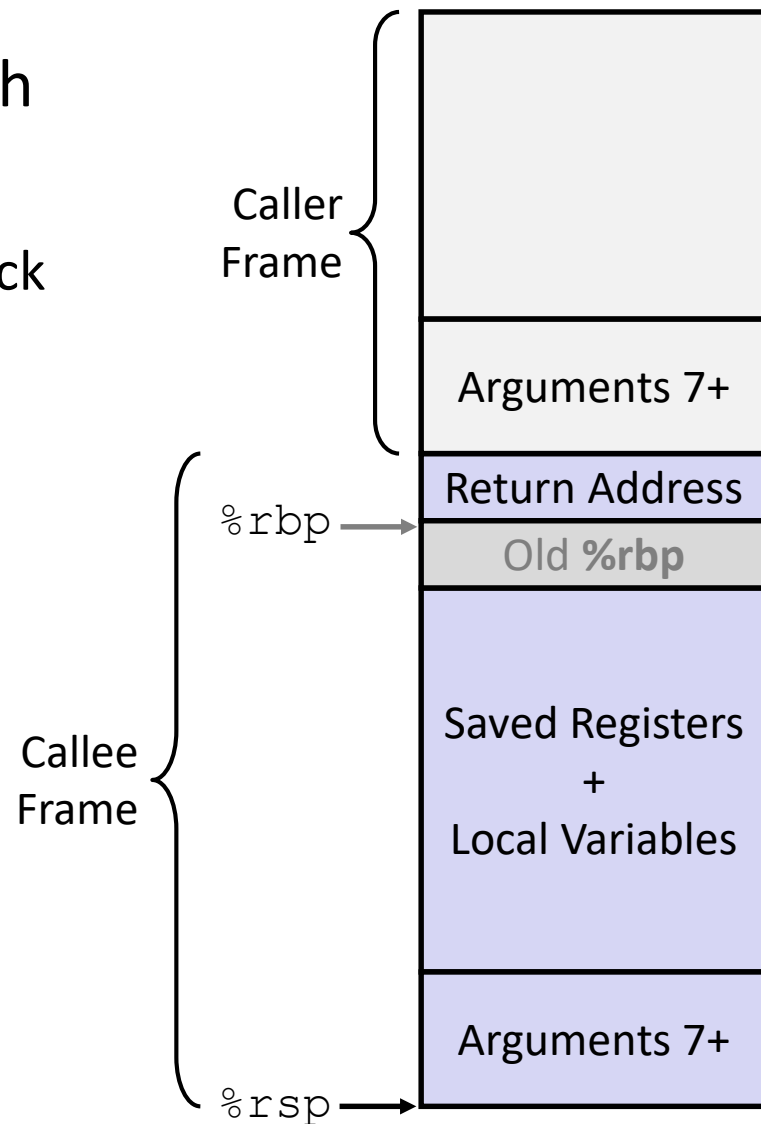 h
ck
Caller
Frame
Arguments 7+
Return Address
%rbp
Old %rbp
Saved Registers
+
Local Variables
Callee
Frame
Arguments 7+
%rsp